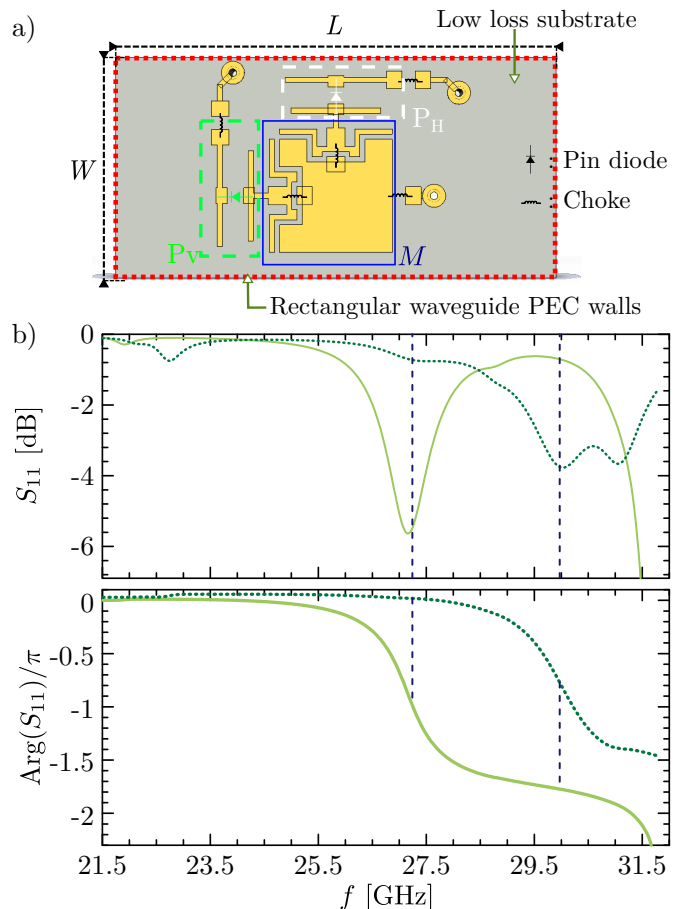 a)
L
Low loss substrate
W
P_H
: Pin diode
: Choke
Pv
M
Rectangular waveguide PEC walls
b)
0
-2
-4
-6
S_11 [dB]
0
-0.5
-1
-1.5
-2
Arg(S_11)/π
21.5 23.5 25.5 27.5 29.5 31.5
f [GHz]